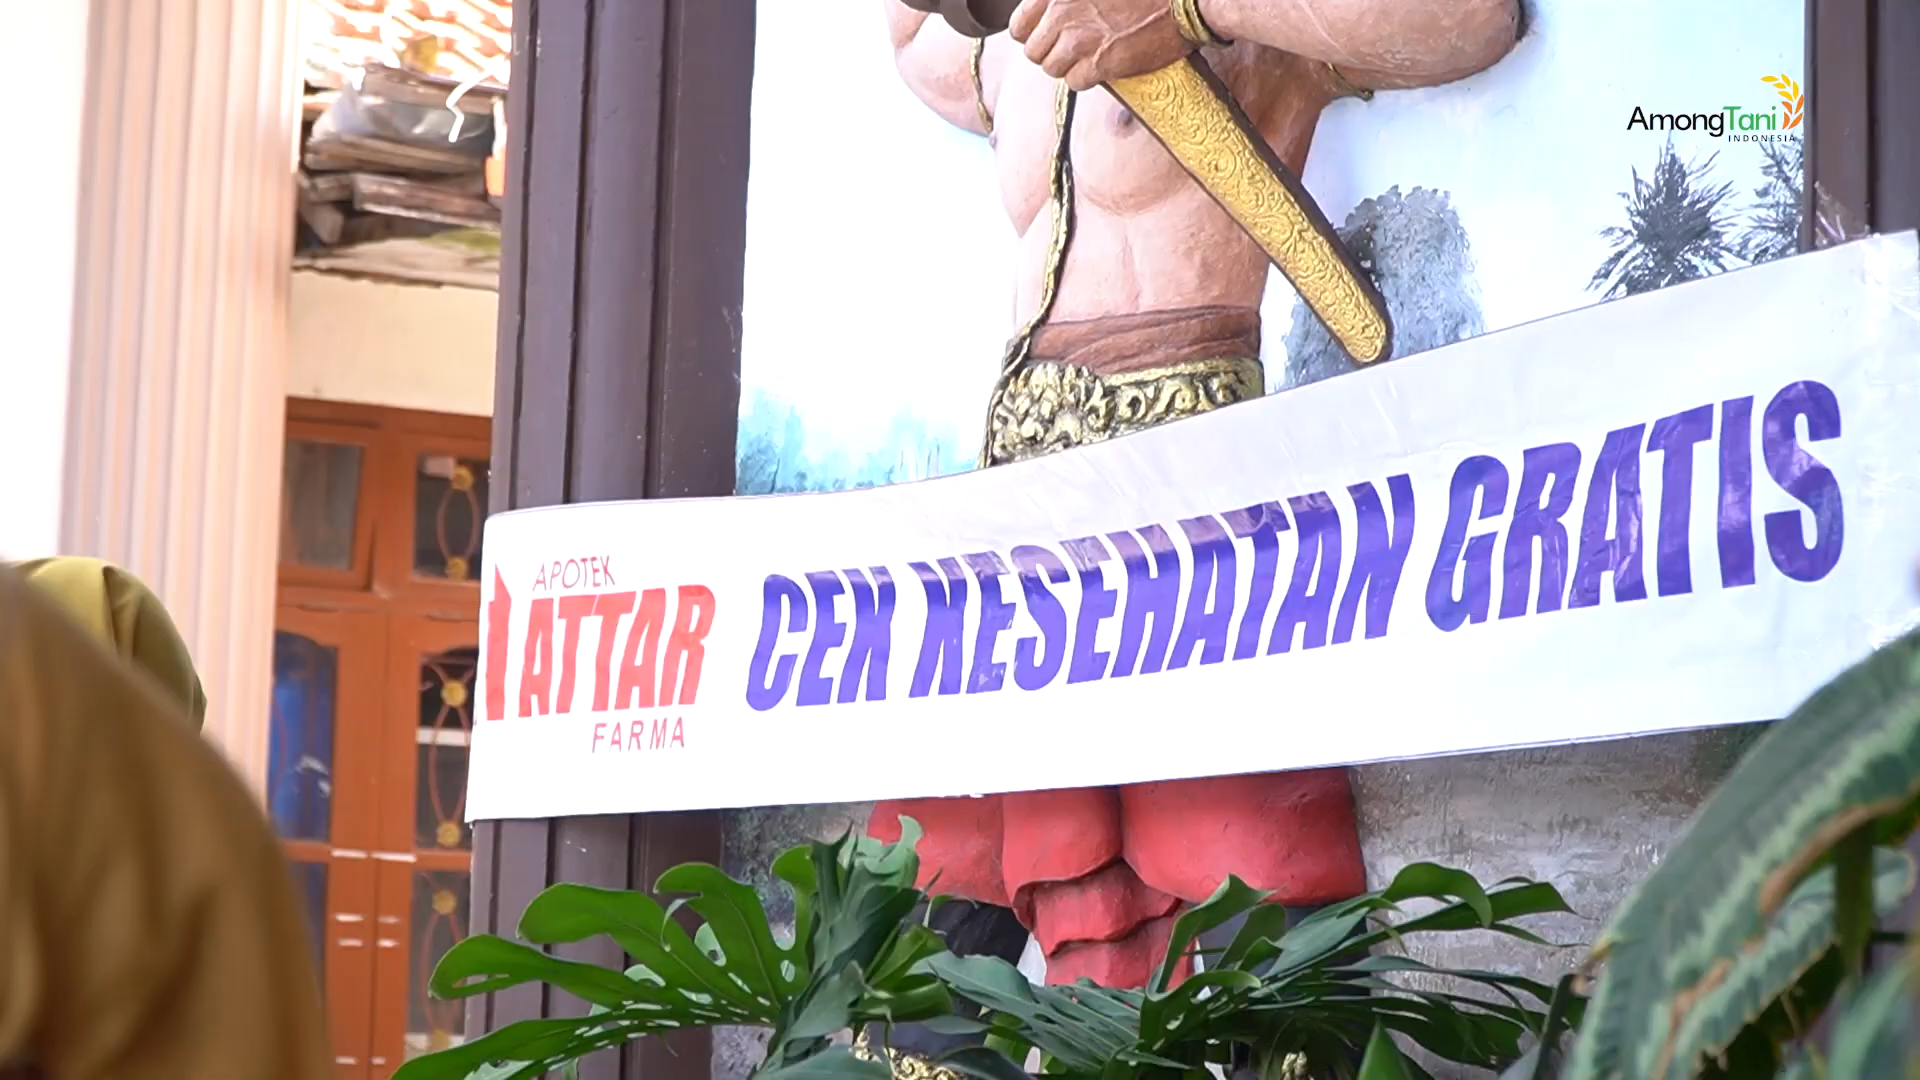 AmongTani
INDONESIA
APOTEK
ATTAR
FARMA
CEK KESEHATAN GRATIS